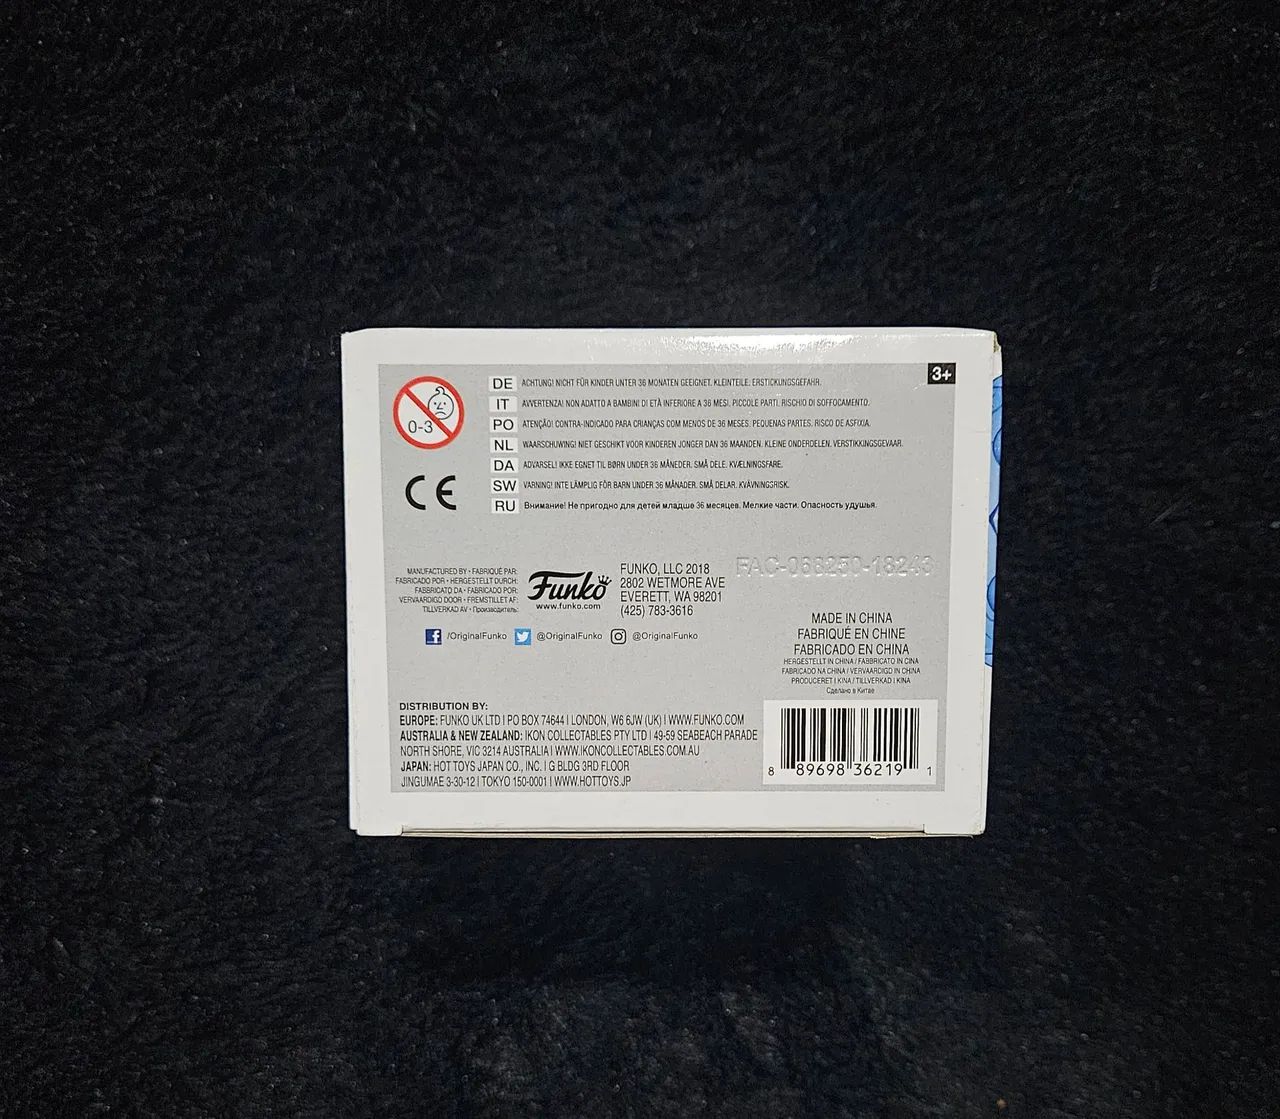 3+
0-3
DE ACHTUNG! NICHT FÜR KINDER UNTER 36 MONATEN GEEIGNET. KLEINTEILE. ERSTICKUNGSGEFAHR.
IT AVVERTENZA! NON ADATTO A BAMBINI DI ETÀ INFERIORE A 36 MESI. PICCOLE PARTI. RISCHIO DI SOFFOCAMENTO.
PO ATENÇÃO! CONTRA-INDICADO PARA CRIANÇAS COM MENOS DE 36 MESES. PEQUENAS PARTES. RISCO DE ASFIXIA.
NL WAARSCHUWING! NIET GESCHIKT VOOR KINDEREN JONGER DAN 36 MAANDEN. KLEINE ONDERDELEN. VERSTIKKINGSGEVAAR.
DA ADVARSEL! IKKE EGNET TIL BØRN UNDER 36 MÅNEDER. SMÅ DELE. KVÆLNINGSFARE.
SW VARNING! INTE LÄMPLIG FÖR BARN UNDER 36 MÅNADER. SMÅ DELAR. KVÄVNINGSRISK.
RU Внимание! Не пригодно для детей младше 36 месяцев. Мелкие части. Опасность удушья.
CE
MANUFACTURED BY • FABRIQUÉ PAR:
FABRICADO POR • HERGESTELLT DURCH:
FABBRICATO DA • FABRICADO POR:
VERVAARDIGD DOOR • FREMSTILLET AF:
TILLVERKAD AV • Производитель:
Funko
www.funko.com
FUNKO, LLC 2018
2802 WETMORE AVE
EVERETT, WA 98201
(425) 783-3616
FAC-066250-18243
/OriginalFunko @OriginalFunko @OriginalFunko
MADE IN CHINA
FABRIQUÉ EN CHINE
FABRICADO EN CHINA
HERGESTELLT IN CHINA / FABBRICATO IN CINA
FABRICADO NA CHINA / VERVAARDIGD IN CHINA
PRODUCERET I KINA / TILLVERKAD I KINA
Сделано в Китае
DISTRIBUTION BY:
EUROPE: FUNKO UK LTD | PO BOX 74644 | LONDON, W6 6JW (UK) | WWW.FUNKO.COM
AUSTRALIA & NEW ZEALAND: IKON COLLECTABLES PTY LTD | 49-59 SEABEACH PARADE
NORTH SHORE, VIC 3214 AUSTRALIA | WWW.IKONCOLLECTABLES.COM.AU
JAPAN: HOT TOYS JAPAN CO., INC. | G BLDG 3RD FLOOR
JINGUMAE 3-30-12 | TOKYO 150-0001 | WWW.HOTTOYS.JP
8 89698 36219 1